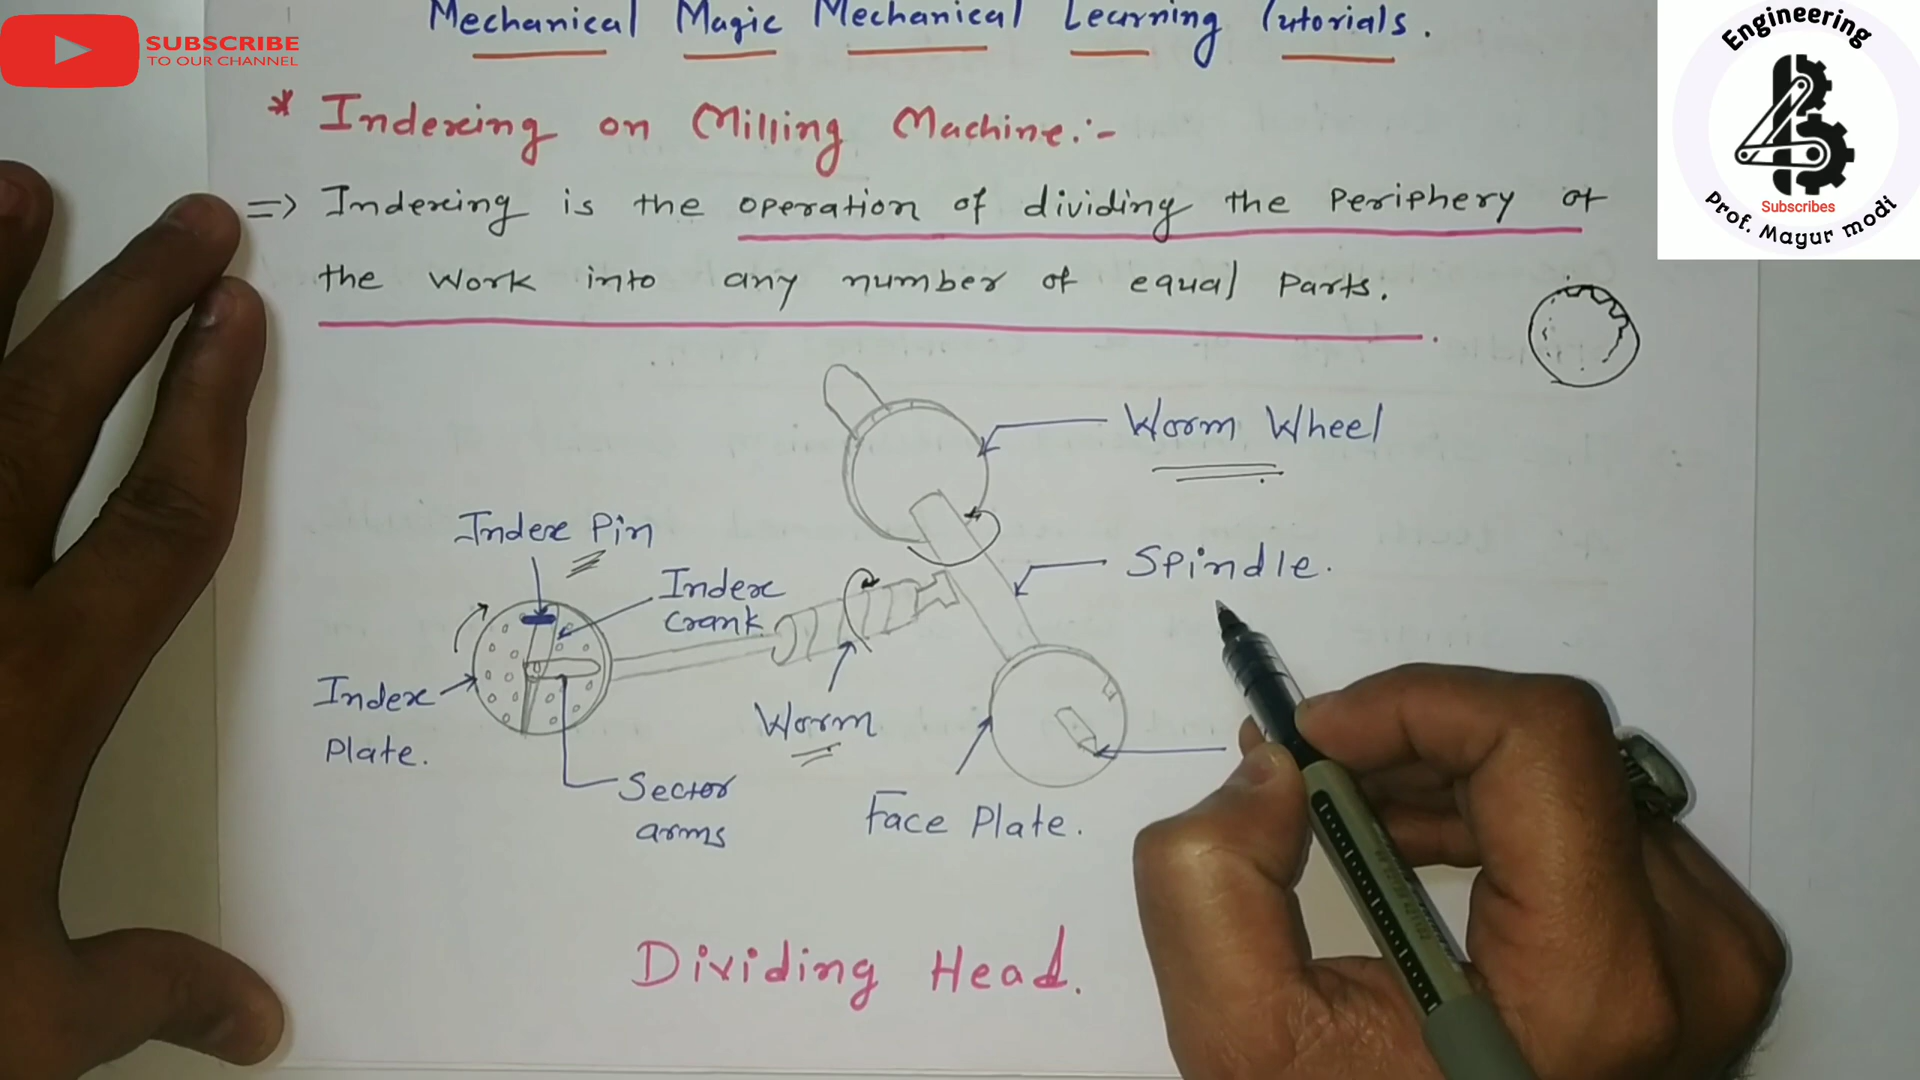 Mechanical Magic Mechanical Learning Tutorials.
SUBSCRIBE
TO OUR CHANNEL
Engineering
Subscribes
Prof. Mayur modi
* Indexing on Milling Machine:-
=> Indexing is the operation of dividing the Periphery of
the Work into any number of equal Parts.
Worm Wheel
Index Pin
Spindle.
Index
crank
Index
Plate.
Worm
Sector
arms
Face Plate.
Dividing Head.